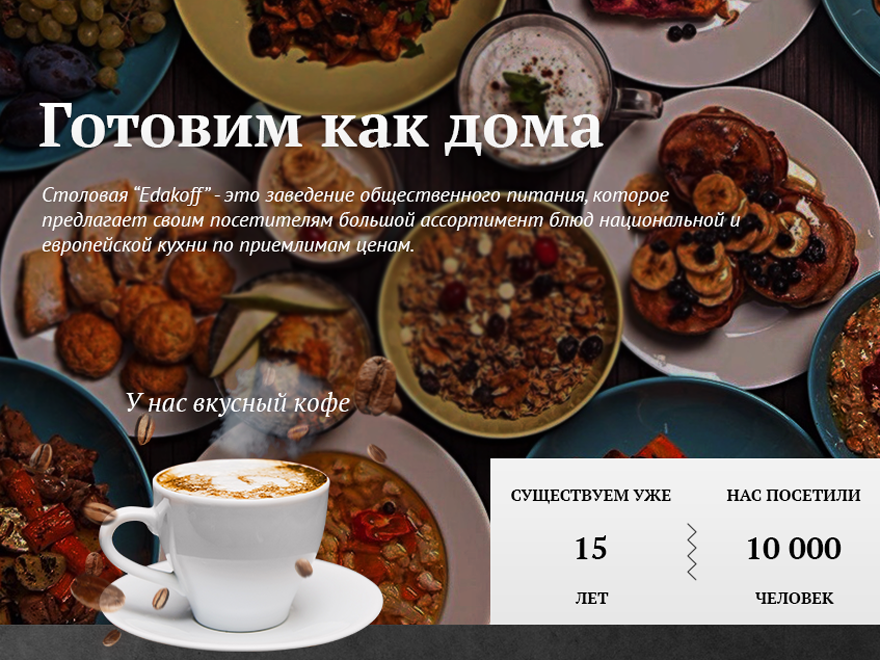 Готовим как дома
Столовая “Edakoff” - это заведение общественного питания, которое
предлагает своим посетителям большой ассортимент блюд национальной и
европейской кухни по приемлимам ценам.
У нас вкусный кофе
СУЩЕСТВУЕМ УЖЕ
15
ЛЕТ
НАС ПОСЕТИЛИ
10 000
ЧЕЛОВЕК